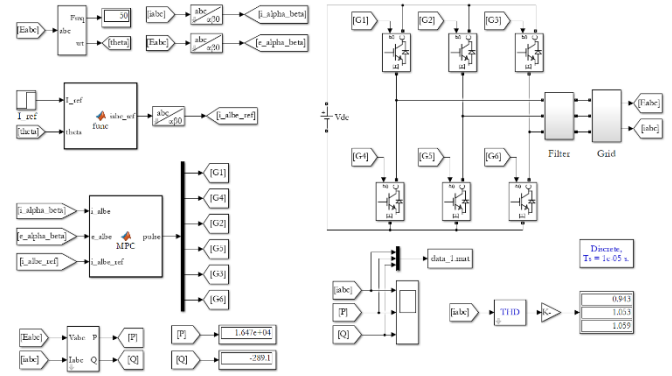 [Eabc]
abc
Freq
wt
50
[theta]
[iabc]
abc
αβ0
[i_alpha_beta]
[Eabc]
abc
αβ0
[e_alpha_beta]
I_ref
[theta]
I_ref
theta
func
iabc_ref
abc
αβ0
[i_albe_ref]
[i_alpha_beta]
[e_alpha_beta]
[i_albe_ref]
i_albe
e_albe
i_albe_ref
MPC
pulse
[G1]
[G4]
[G2]
[G5]
[G3]
[G6]
[Eabc]
[iabc]
Vabc
Iabc
P
Q
[P]
[Q]
[P]
1.647e+04
[Q]
-289.1
[G1]
[G2]
[G3]
Vdc
[G4]
[G5]
[G6]
Filter
Grid
[Eabc]
[iabc]
[iabc]
[P]
[Q]
data_1.mat
Discrete,
Ts = 1e-05 s.
[iabc]
THD
K-
0.943
1.053
1.059